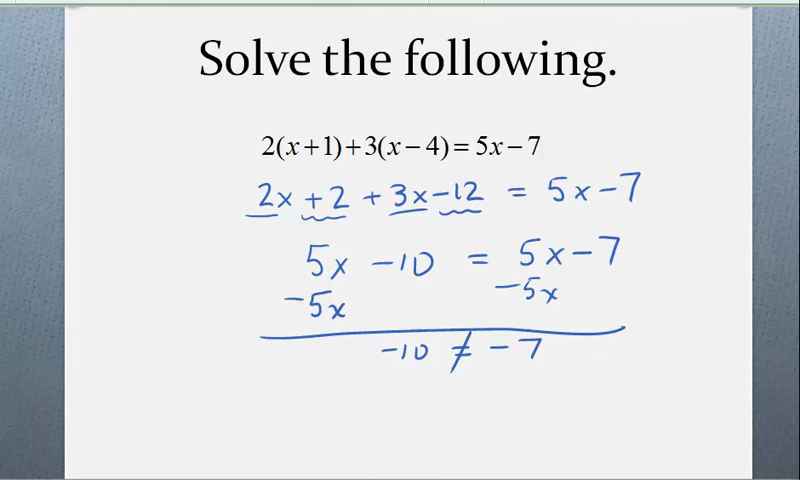 Solve the following.
2(x+1)+3(x−4)=5x−7
2x +2 + 3x -12 = 5x -7
5x -10 = 5x -7
-5x -5x
-10 ≠ -7